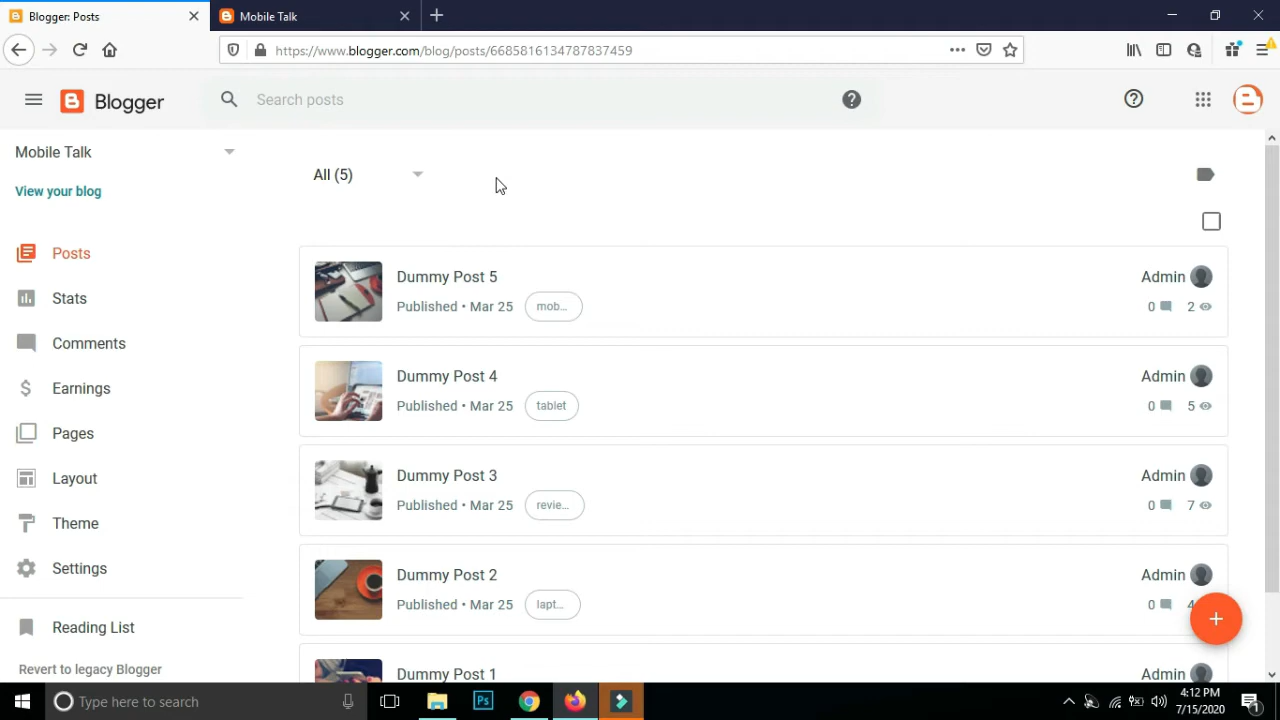 Blogger: Posts
Mobile Talk
https://www.blogger.com/blog/posts/6685816134787837459
Blogger
Search posts
Mobile Talk
View your blog
All (5)
Posts
Stats
Comments
Earnings
Pages
Layout
Theme
Settings
Reading List
Revert to legacy Blogger
Dummy Post 5
Admin
Published • Mar 25
mob...
0
2
Dummy Post 4
Admin
Published • Mar 25
tablet
0
5
Dummy Post 3
Admin
Published • Mar 25
revie...
0
7
Dummy Post 2
Admin
Published • Mar 25
lapt...
0
4
Dummy Post 1
Admin
Type here to search
Ps
4:12 PM
7/15/2020
1